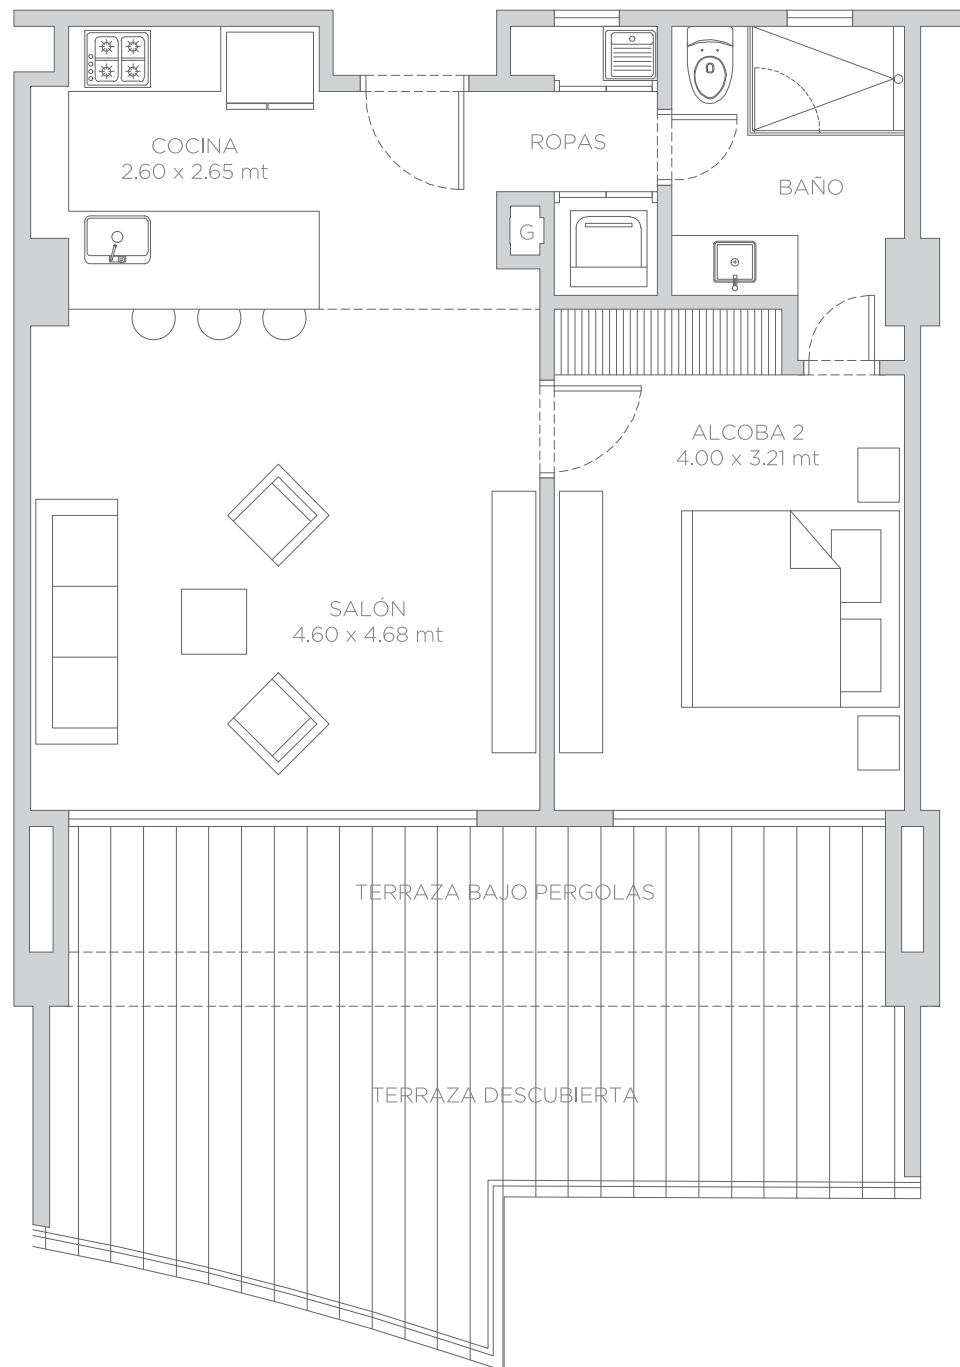 COCINA
2.60 x 2.65 mt
ROPAS
BAÑO
G
ALCOBA 2
4.00 x 3.21 mt
SALÓN
4.60 x 4.68 mt
TERRAZA BAJO PERGOLAS
TERRAZA DESCUBIERTA